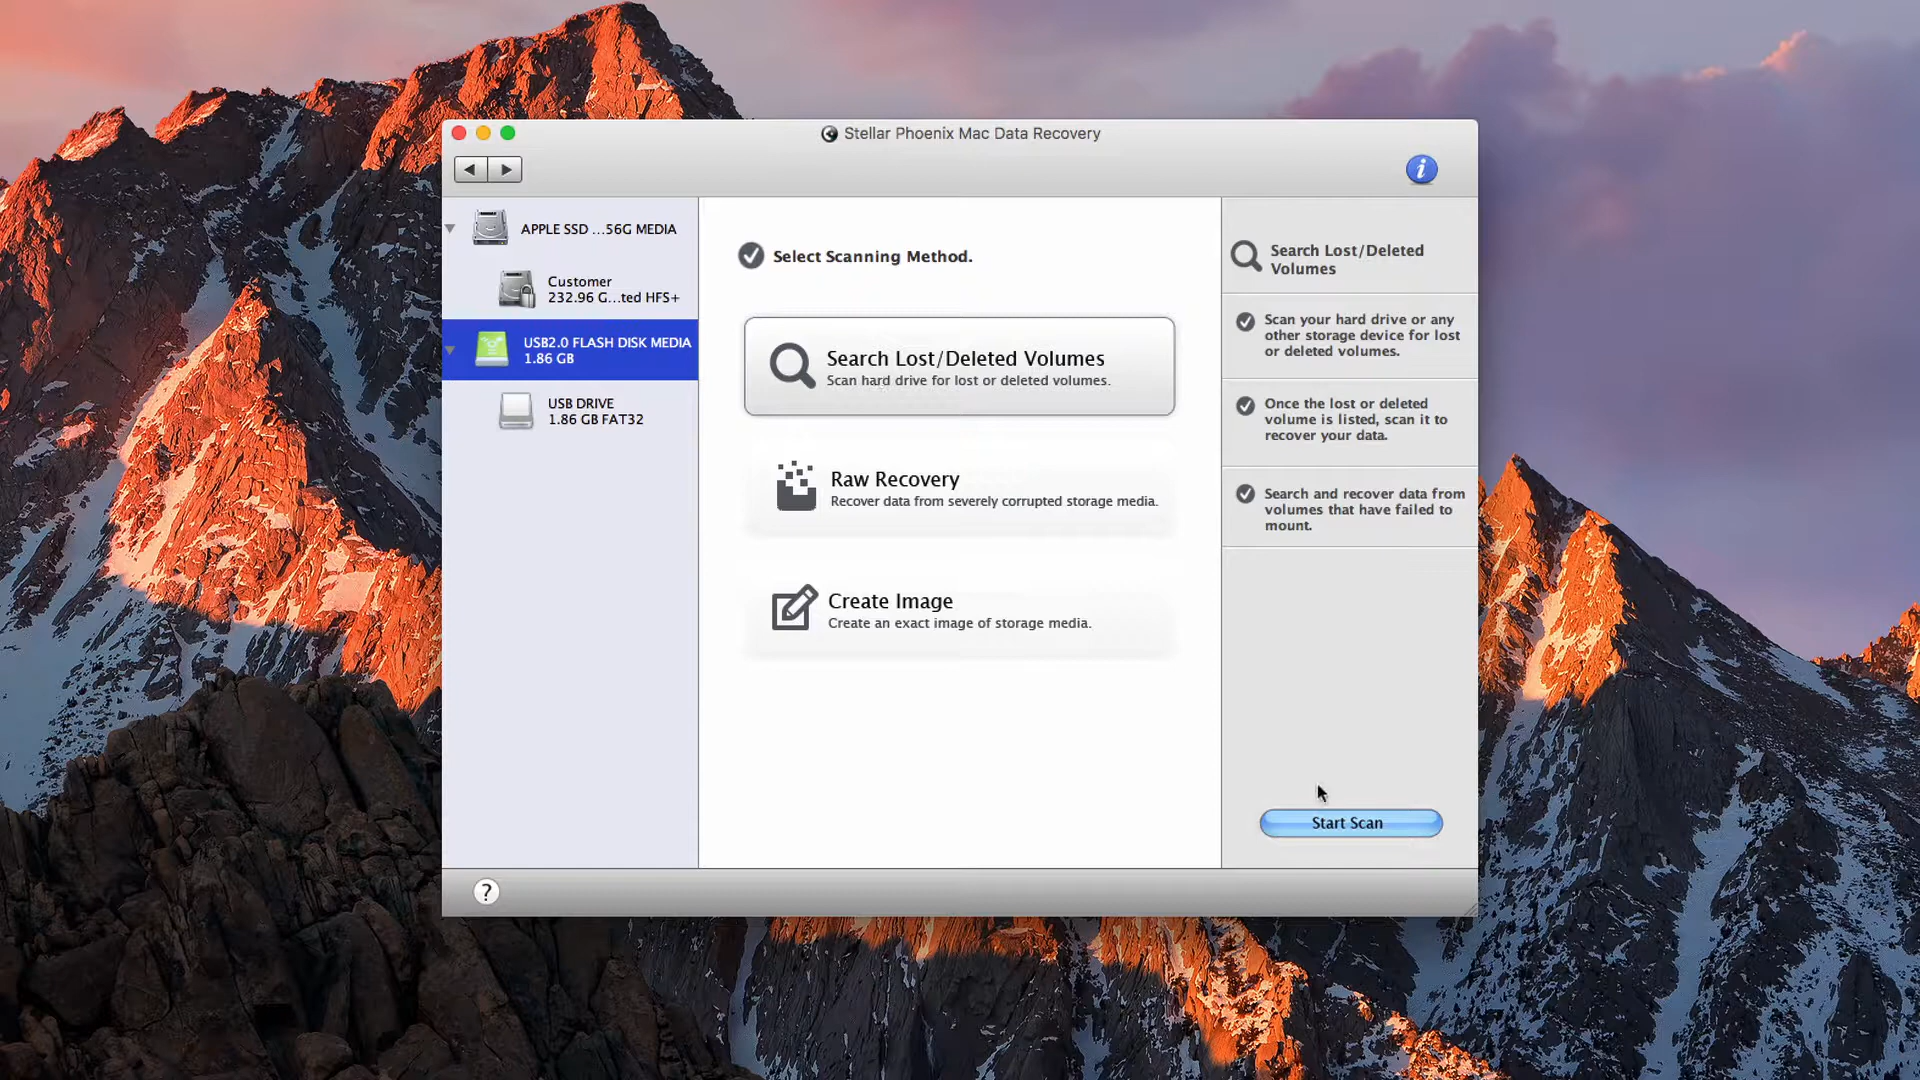 Stellar Phoenix Mac Data Recovery
i
APPLE SSD ...56G MEDIA
Customer
232.96 G...ted HFS+
USB2.0 FLASH DISK MEDIA
1.86 GB
USB DRIVE
1.86 GB FAT32
Select Scanning Method.
Search Lost/Deleted Volumes
Scan hard drive for lost or deleted volumes.
Raw Recovery
Recover data from severely corrupted storage media.
Create Image
Create an exact image of storage media.
Search Lost/Deleted
Volumes
Scan your hard drive or any
other storage device for lost
or deleted volumes.
Once the lost or deleted
volume is listed, scan it to
recover your data.
Search and recover data from
volumes that have failed to
mount.
Start Scan
?